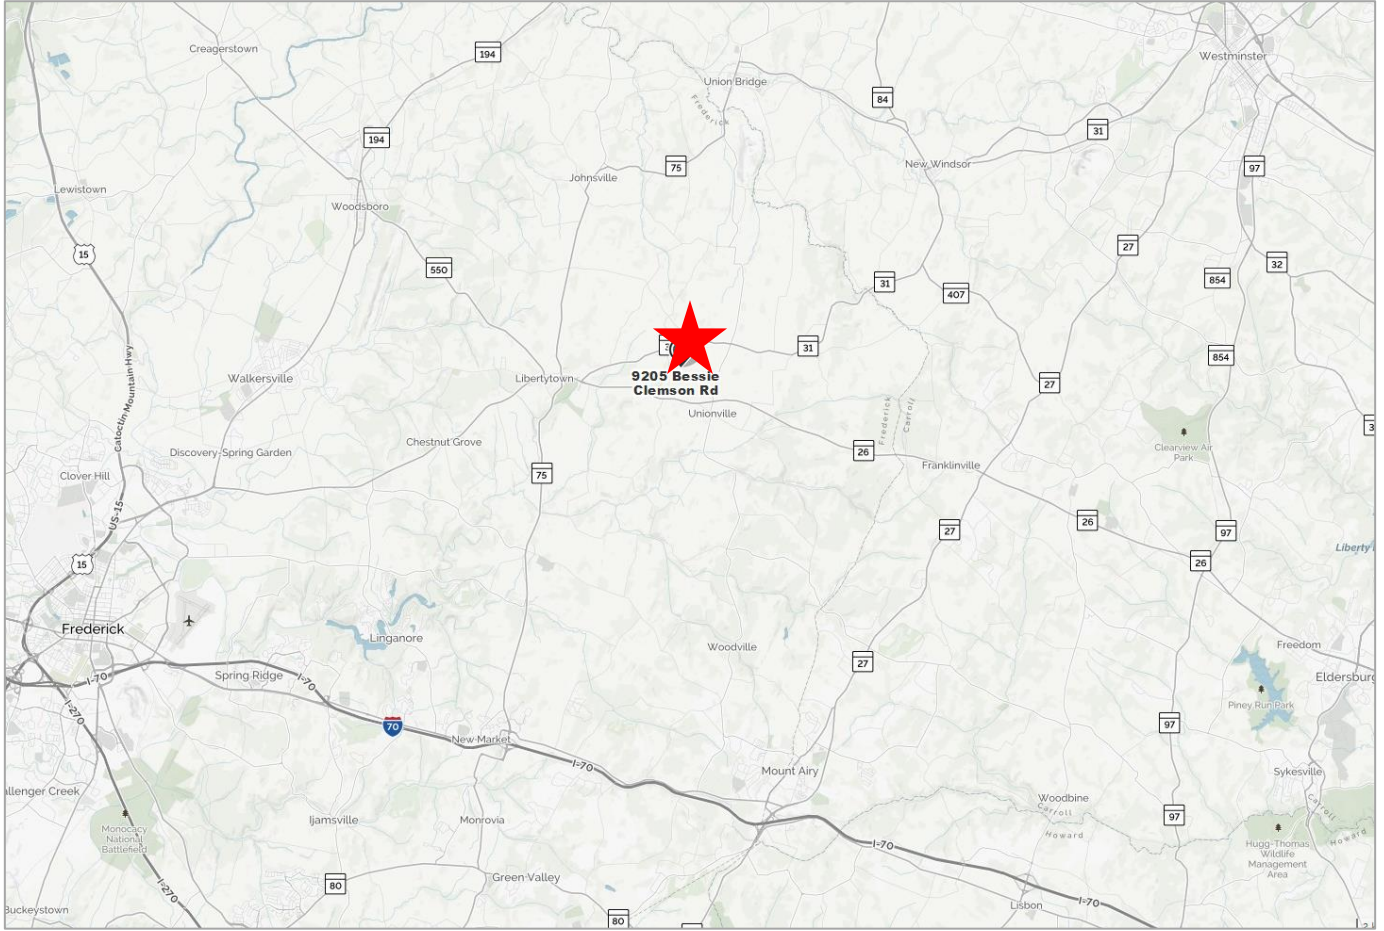 Creagerstown
194
Westminster
Union Bridge
84
Frederick
31
194
New Windsor
75
97
Johnsville
Lewistown
Woodsboro
15
27
32
550
854
31
407
Catoctin Mountain Hwy
31
854
9205 Bessie
Clemson Rd
Walkersville
Libertytown
27
Unionville
Frederick
Carroll
Chestnut Grove
Discovery-Spring Garden
26
Clearview Air
Park
Franklinville
Clover Hill
75
US-15
26
27
97
Liberty
15
26
Frederick
Linganore
Woodville
Freedom
27
Spring Ridge
I-70
I-70
Eldersburg
Piney Run Park
I-270
70
97
New Market
I-70
Mount Airy
Sykesville
allenger Creek
Woodbine
Carroll
Howard
Carroll
Howard
97
Ijamsville
Monrovia
Monocacy
National
Battlefield
I-70
Hugg-Thomas
Wildlife
Management
Area
80
Green Valley
I-270
I-70
Lisbon
Buckeystown
80